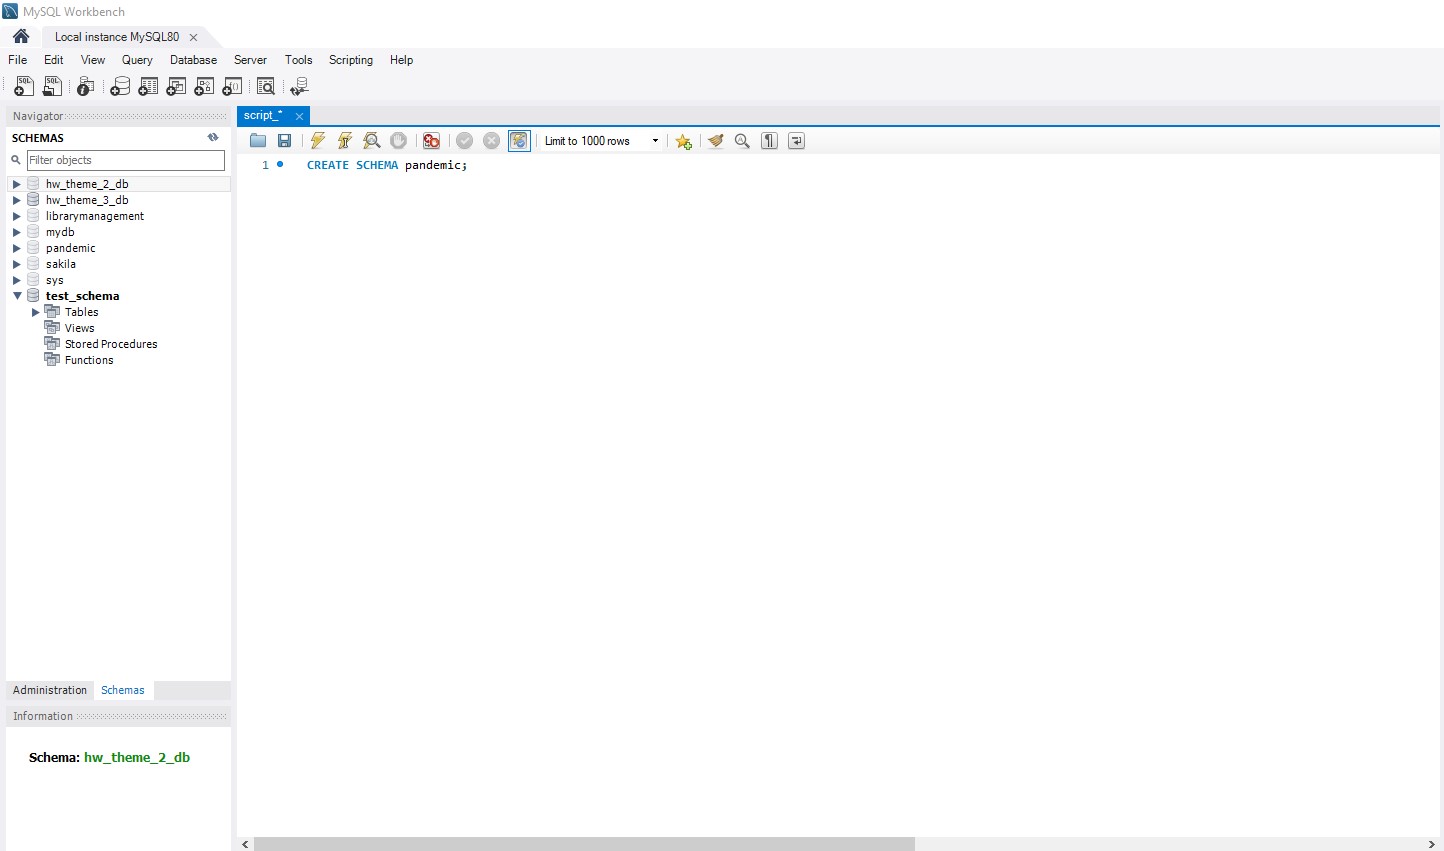 MySQL Workbench
Local instance MySQL80
File Edit View Query Database Server Tools Scripting Help
Navigator
script_*
SCHEMAS
Limit to 1000 rows
Filter objects
1 CREATE SCHEMA pandemic;
hw_theme_2_db
hw_theme_3_db
librarymanagement
mydb
pandemic
sakila
sys
test_schema
Tables
Views
Stored Procedures
Functions
Administration Schemas
Information
Schema: hw_theme_2_db